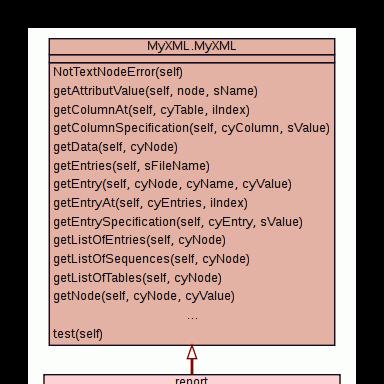 MyXML.MyXML
NotTextNodeError(self)
getAttributValue(self, node, sName)
getColumnAt(self, cyTable, iIndex)
getColumnSpecification(self, cyColumn, sValue)
getData(self, cyNode)
getEntries(self, sFileName)
getEntry(self, cyNode, cyName, cyValue)
getEntryAt(self, cyEntries, iIndex)
getEntrySpecification(self, cyEntry, sValue)
getListOfEntries(self, cyNode)
getListOfSequences(self, cyNode)
getListOfTables(self, cyNode)
getNode(self, cyNode, cyValue)
...
test(self)
report